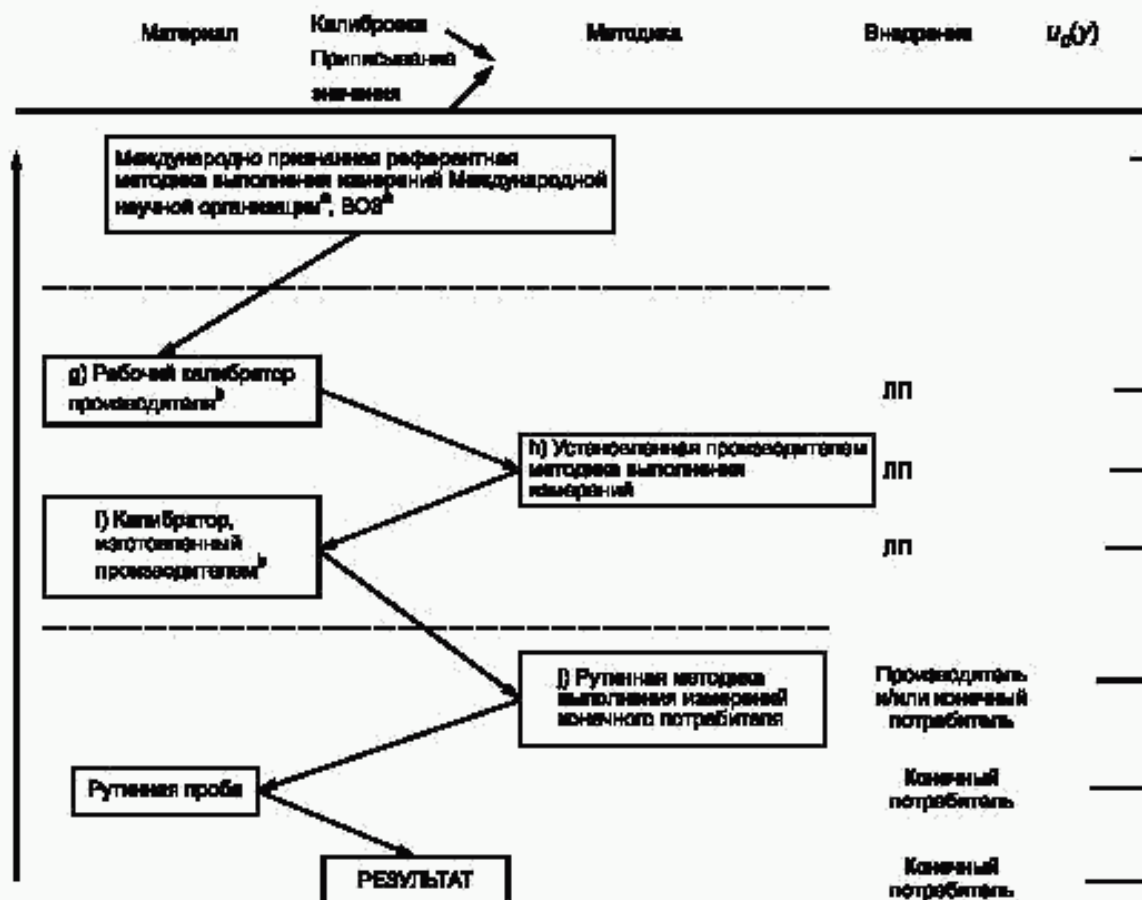 Материал
Калибровка
Методика
Внедрения
u_c(y)
Приписывание
значения
Международно признанная референтная
методика выполнения измерений Международной
научной организации^a, ВОЗ^a
g) Рабочий калибратор
производителя^b
ЛП
h) Установленная производителем
методика выполнения
измерений
ЛП
i) Калибратор,
изготовленный
производителем^b
ЛП
j) Рутинная методика
выполнения измерений
конечного потребителя
Производитель
и/или конечный
потребитель
Рутинная проба
Конечный
потребитель
РЕЗУЛЬТАТ
Конечный
потребитель